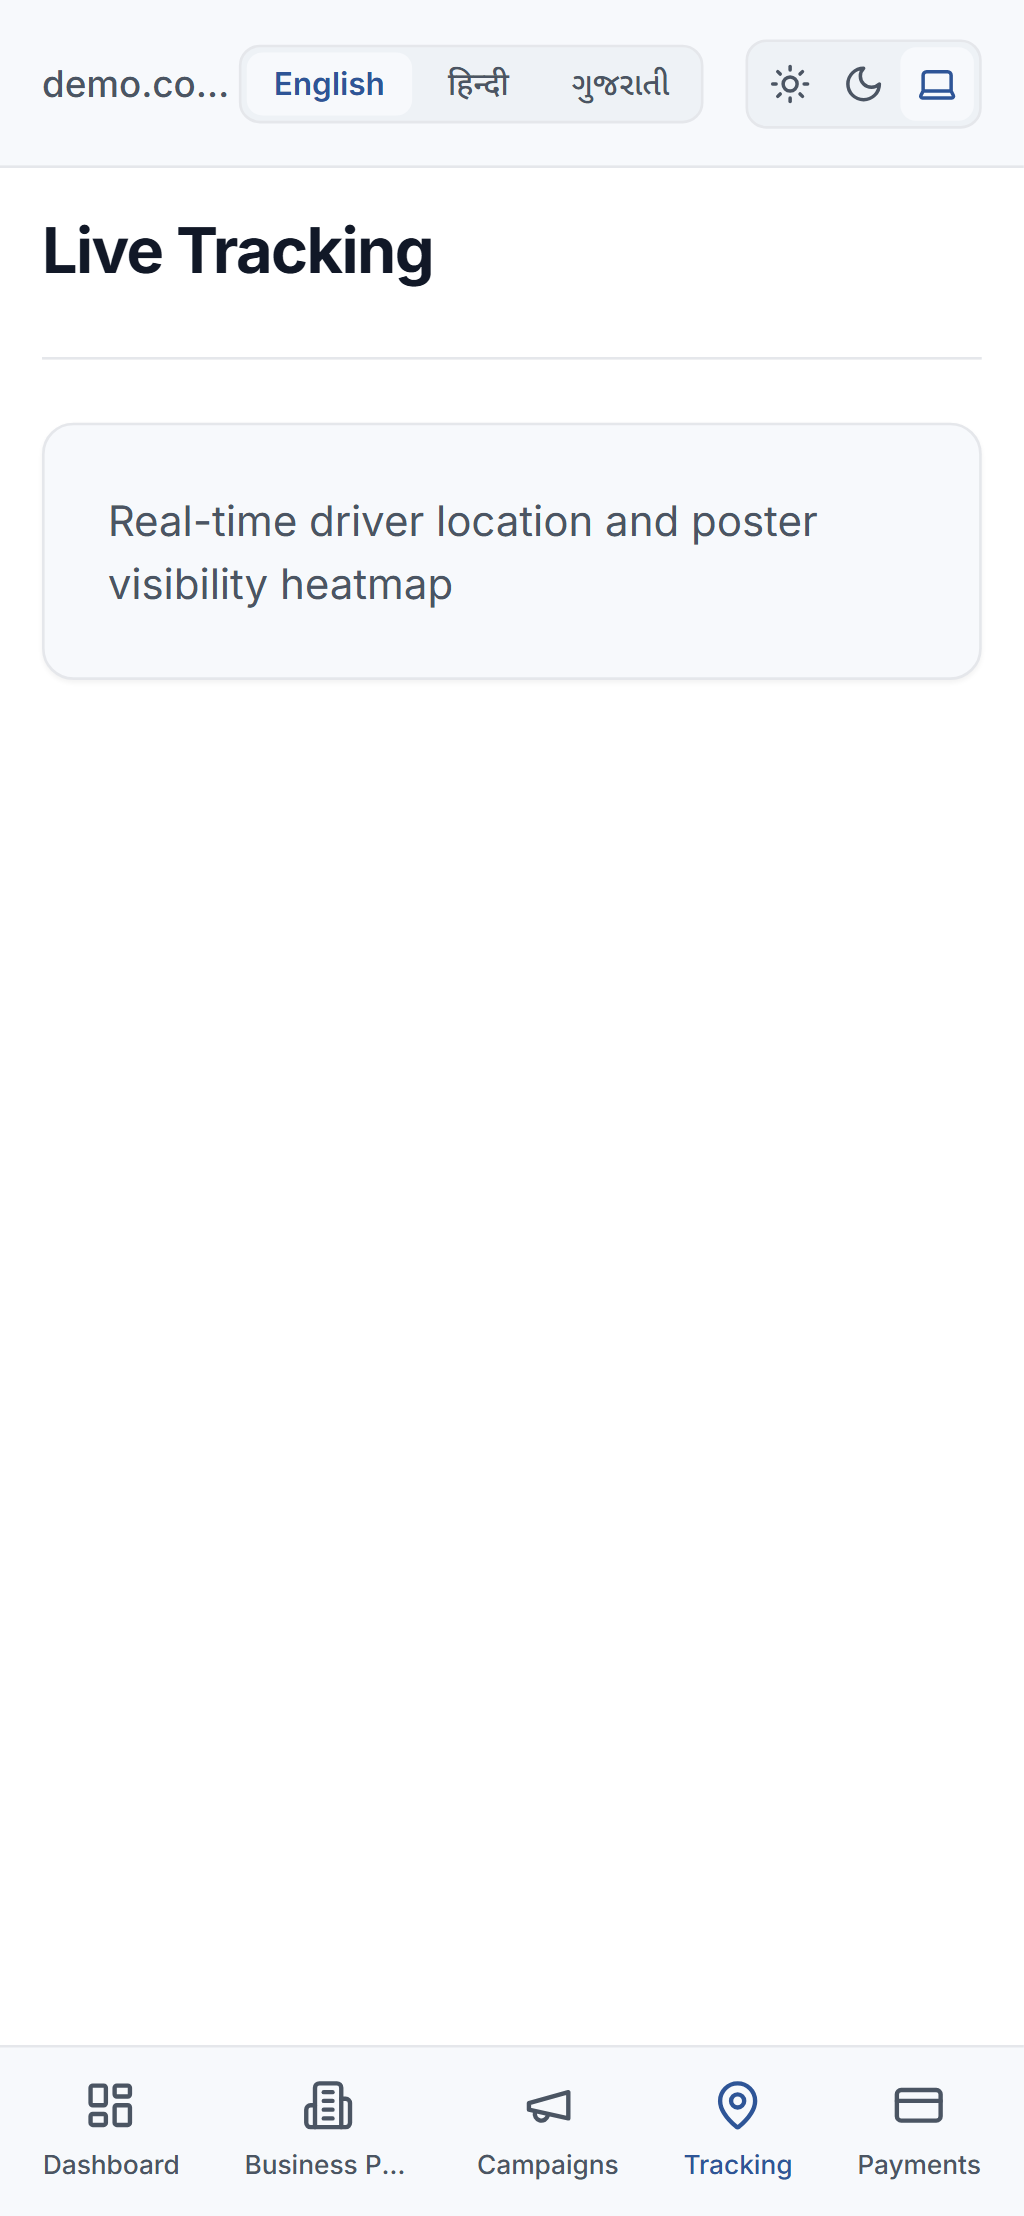 demo.co...
English
हिन्दी
ગુજરાતી
Live Tracking
Real-time driver location and poster
visibility heatmap
Dashboard
Business P...
Campaigns
Tracking
Payments